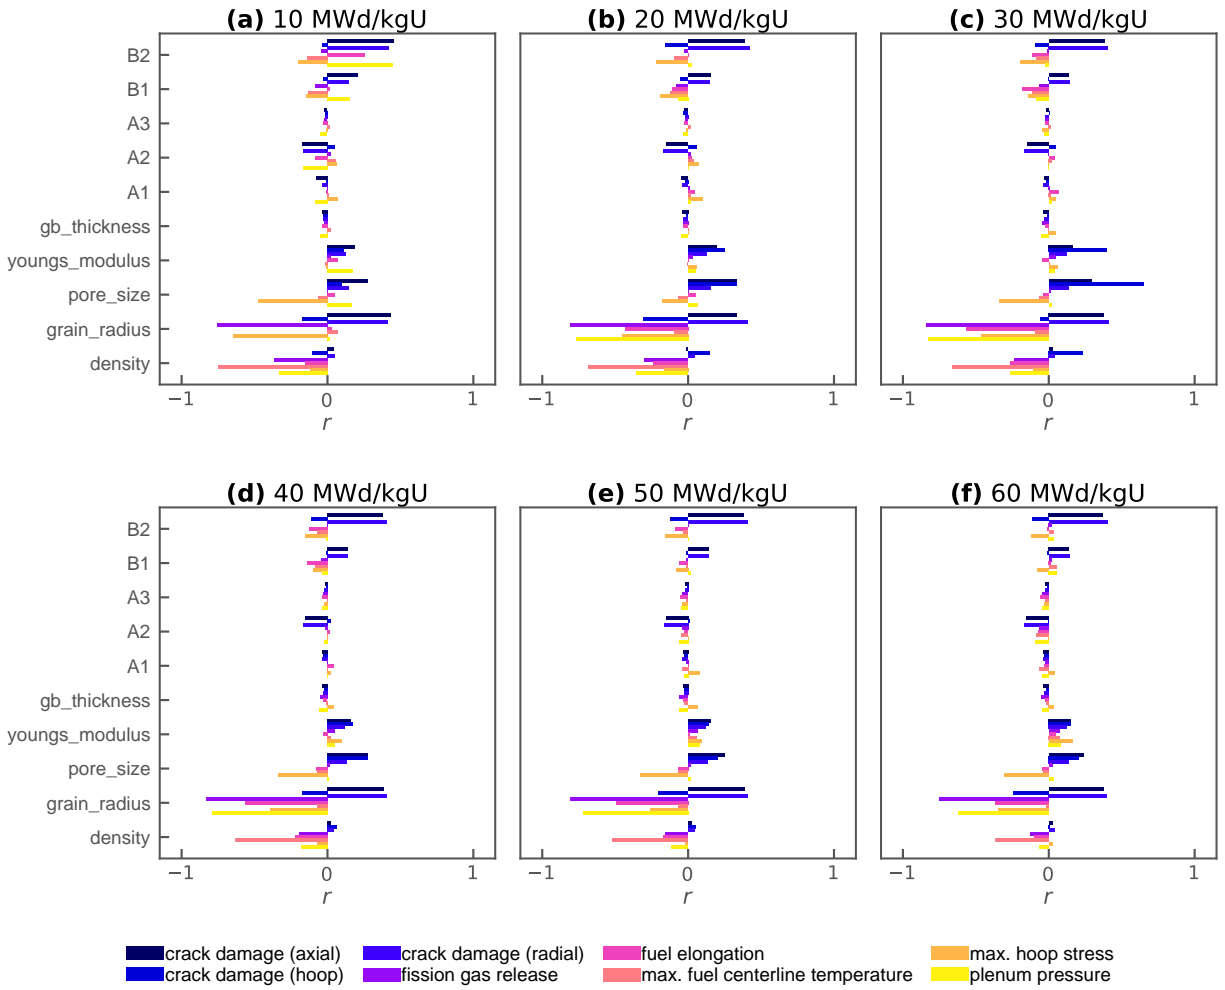 (a) 10 MWd/kgU
(b) 20 MWd/kgU
(c) 30 MWd/kgU
B2
B1
A3
A2
A1
gb_thickness
youngs_modulus
pore_size
grain_radius
density
−1 0 1
r
−1 0 1
r
−1 0 1
r
(d) 40 MWd/kgU
(e) 50 MWd/kgU
(f) 60 MWd/kgU
B2
B1
A3
A2
A1
gb_thickness
youngs_modulus
pore_size
grain_radius
density
−1 0 1
r
−1 0 1
r
−1 0 1
r
crack damage (axial)
crack damage (hoop)
crack damage (radial)
fission gas release
fuel elongation
max. fuel centerline temperature
max. hoop stress
plenum pressure